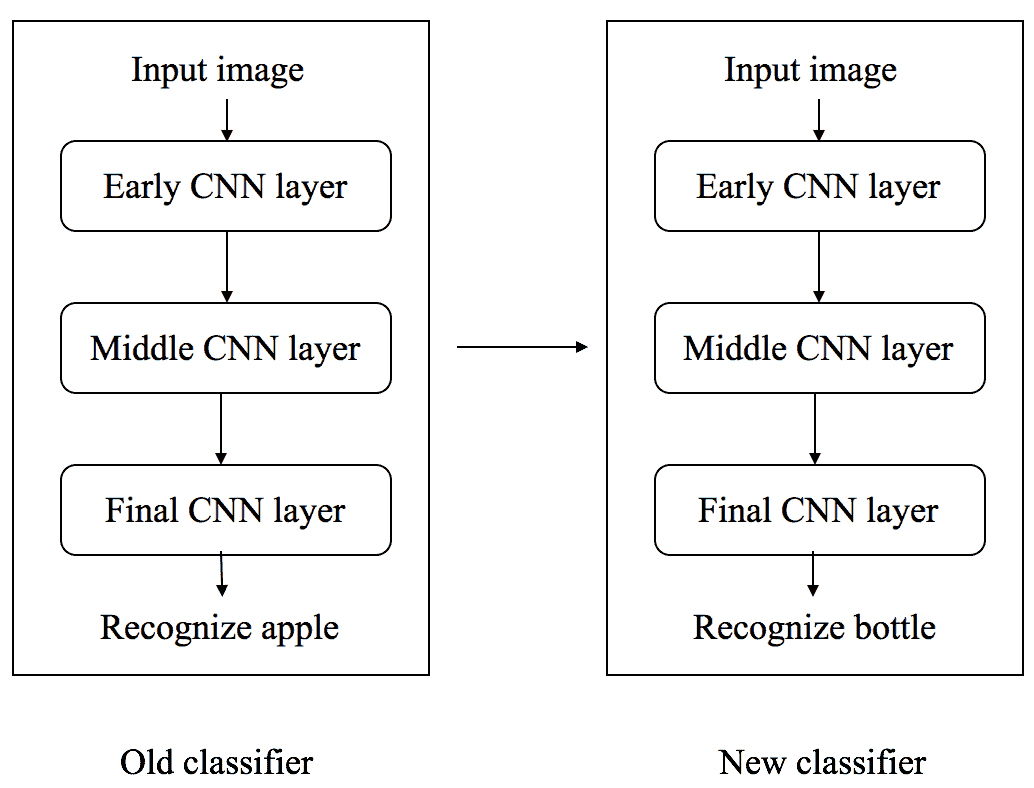 Input image
Early CNN layer
Middle CNN layer
Final CNN layer
Recognize apple
Old classifier
Input image
Early CNN layer
Middle CNN layer
Final CNN layer
Recognize bottle
New classifier